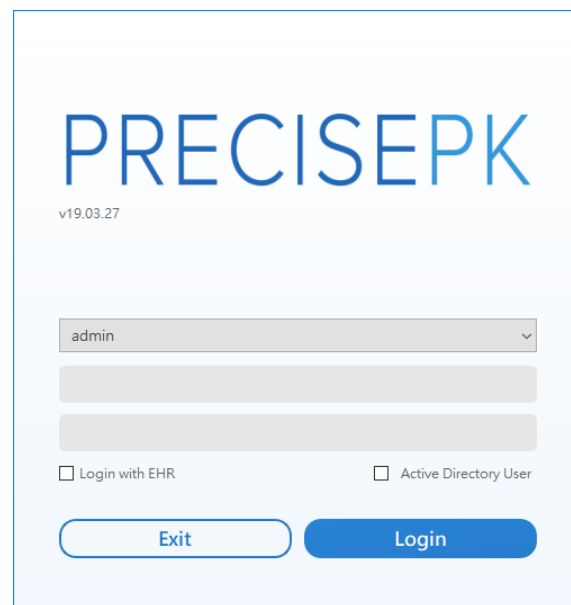 PRECISEPK
v19.03.27
admin
Login with EHR
Active Directory User
Exit
Login